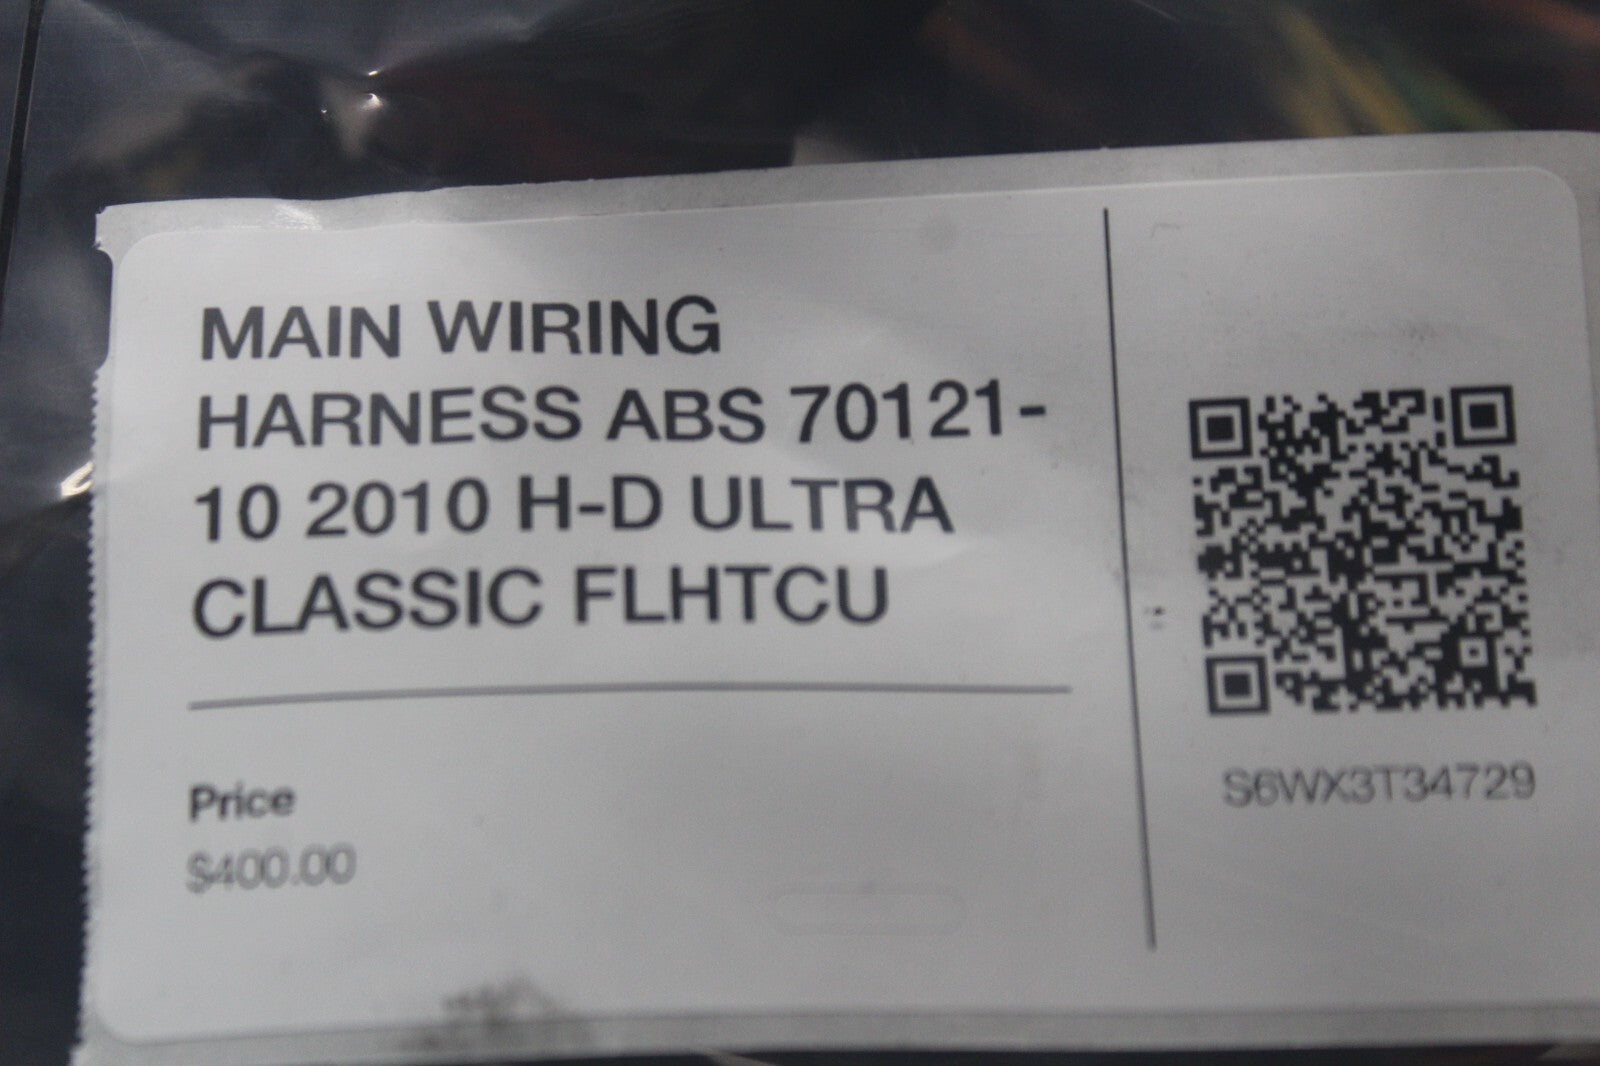 MAIN WIRING
HARNESS ABS 70121-
10 2010 H-D ULTRA
CLASSIC FLHTCU
Price
$400.00
S6WX3T34729